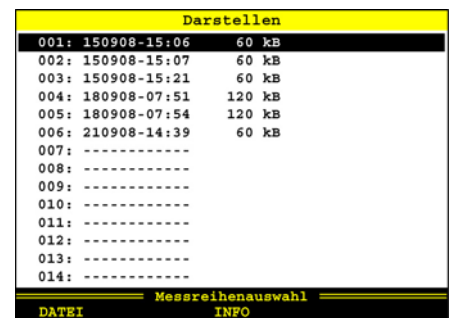 Darstellen
001: 150908-15:06 60 kB
002: 150908-15:07 60 kB
003: 150908-15:21 60 kB
004: 180908-07:51 120 kB
005: 180908-07:54 120 kB
006: 210908-14:39 60 kB
007: ------------
008: ------------
009: ------------
010: ------------
011: ------------
012: ------------
013: ------------
014: ------------
Messreihenauswahl
DATEI INFO